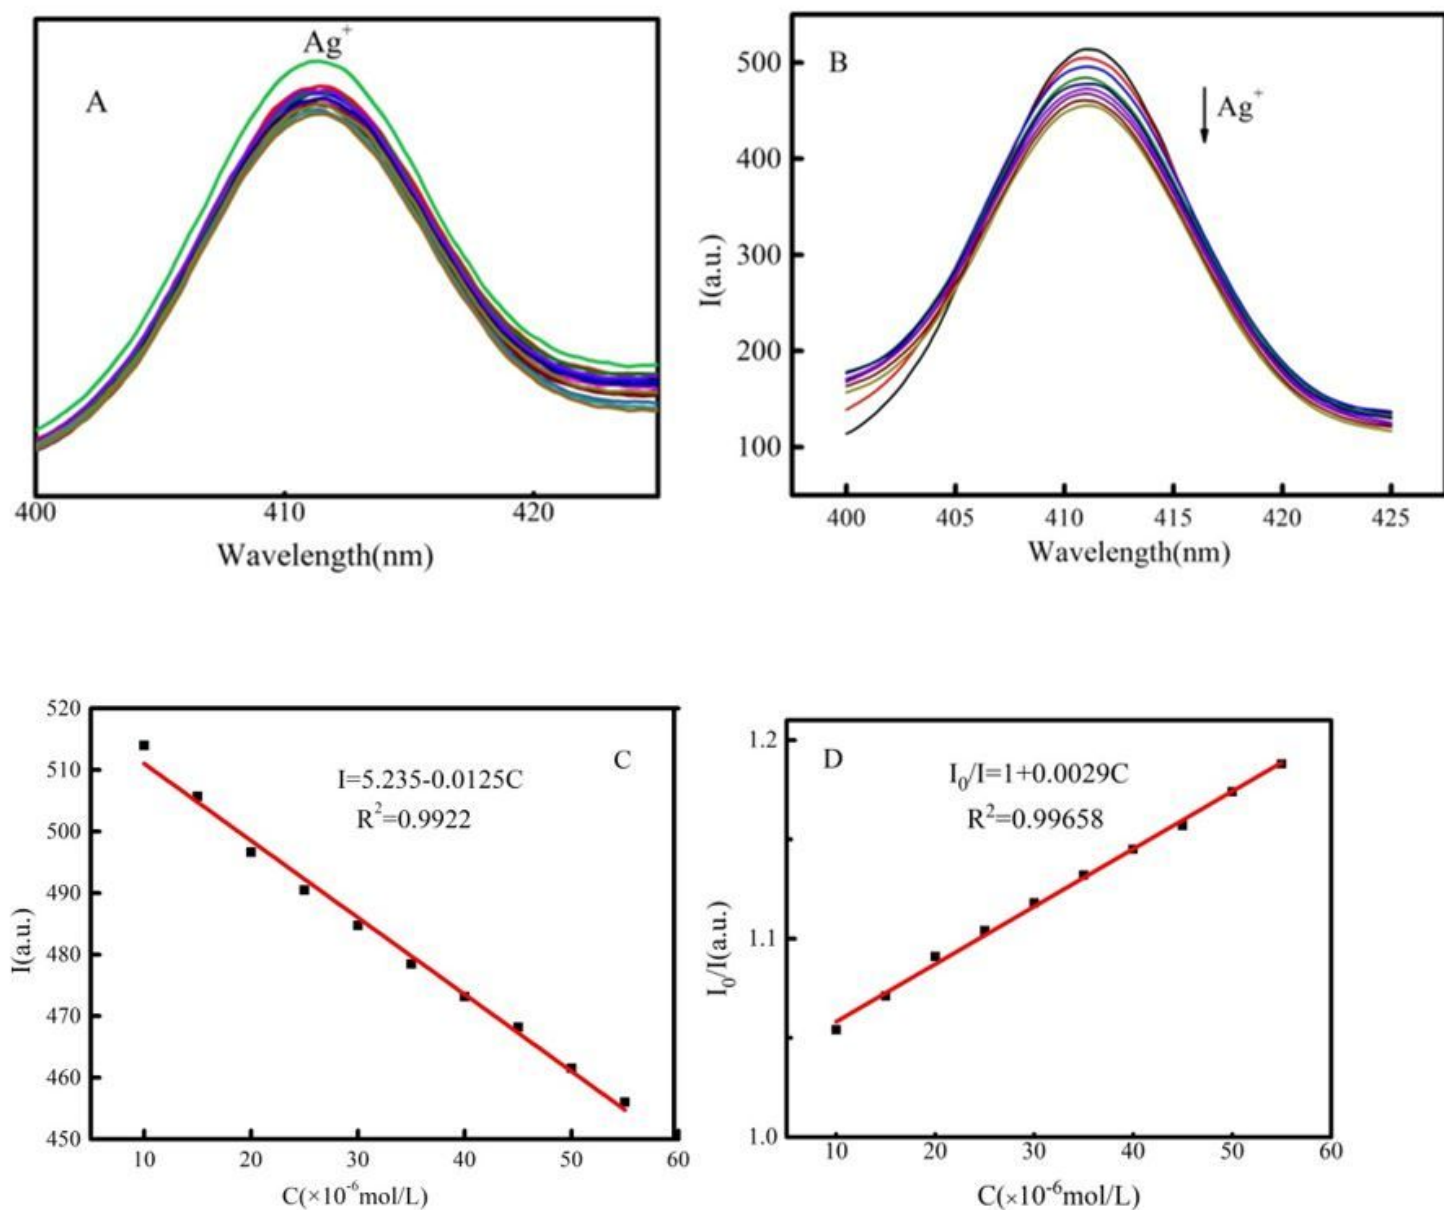 Ag⁺
A
400
410
420
Wavelength(nm)
B
Ag⁺
I(a.u.)
500
400
300
200
100
400
405
410
415
420
425
Wavelength(nm)
C
I=5.235-0.0125C
R²=0.9922
I(a.u.)
520
510
500
490
480
470
460
450
10
20
30
40
50
60
C(×10⁻⁶mol/L)
D
I₀/I=1+0.0029C
R²=0.99658
I₀/I(a.u.)
1.2
1.1
1.0
10
20
30
40
50
60
C(×10⁻⁶mol/L)